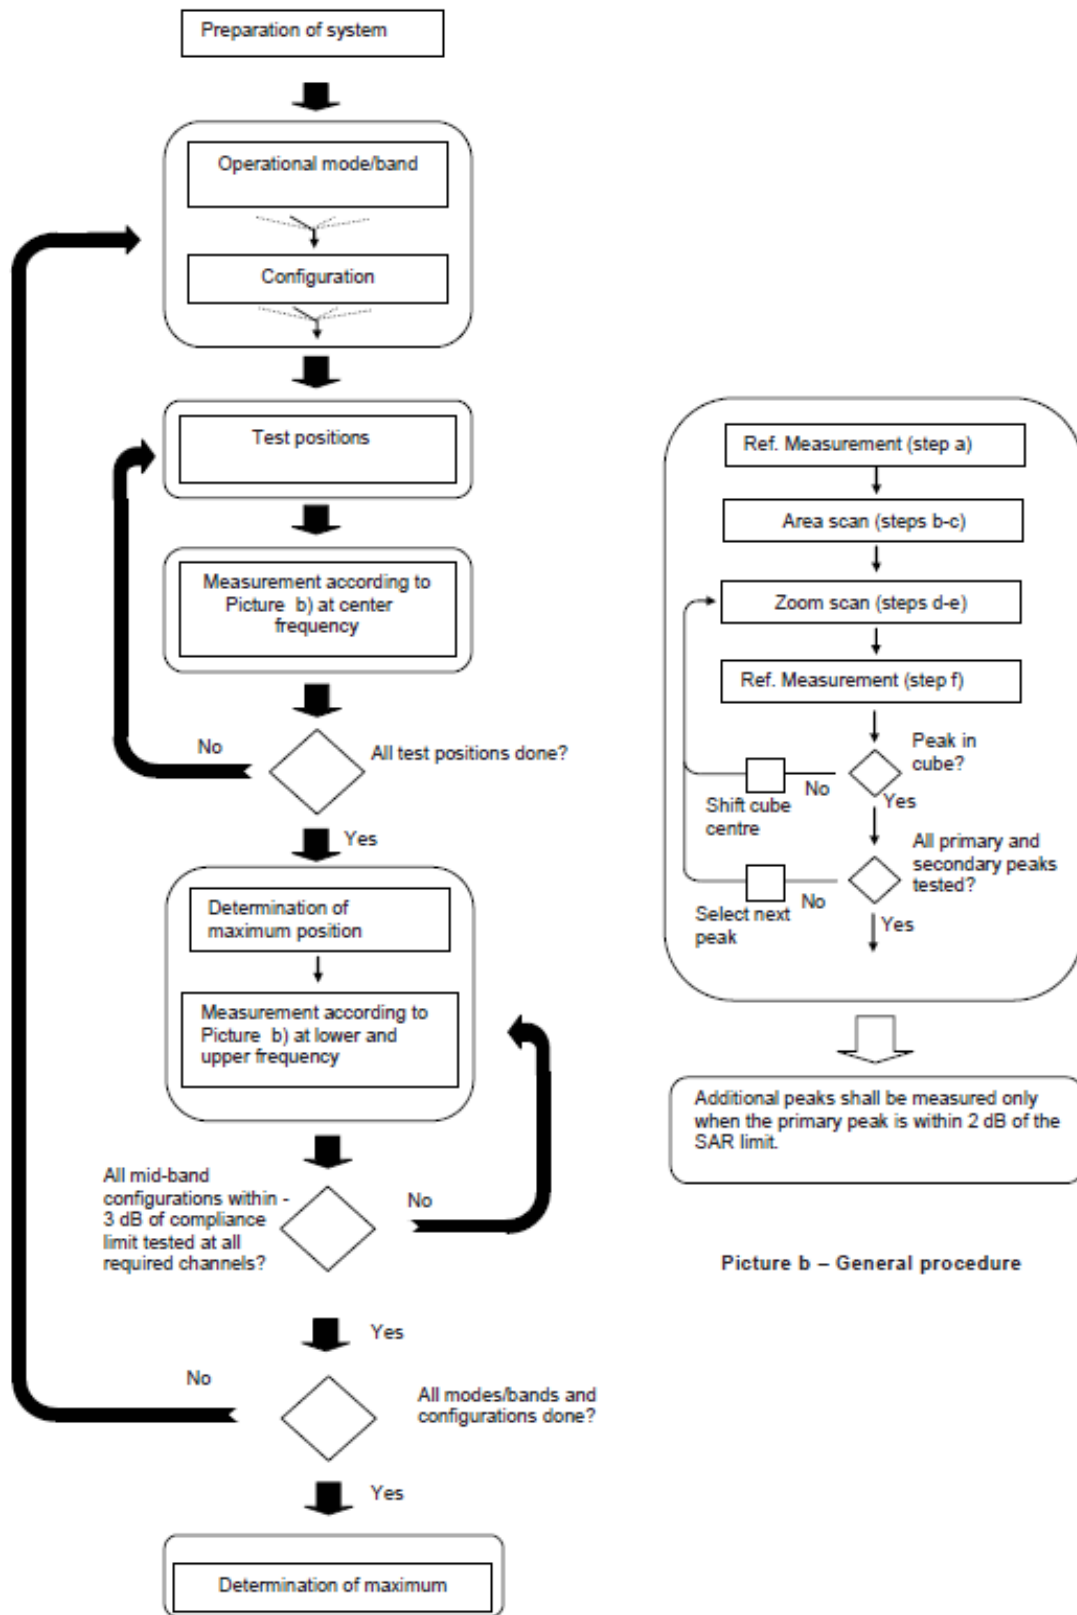 Preparation of system
Operational mode/band
Configuration
Test positions
Measurement according to
Picture b) at center
frequency
No
All test positions done?
Yes
Determination of
maximum position
Measurement according to
Picture b) at lower and
upper frequency
All mid-band
configurations within -
3 dB of compliance
limit tested at all
required channels?
No
Yes
No
All modes/bands and
configurations done?
Yes
Determination of maximum
Ref. Measurement (step a)
Area scan (steps b-c)
Zoom scan (steps d-e)
Ref. Measurement (step f)
Peak in
cube?
No
Shift cube
centre
Yes
All primary and
secondary peaks
tested?
No
Select next
peak
Yes
Additional peaks shall be measured only
when the primary peak is within 2 dB of the
SAR limit.
Picture b – General procedure